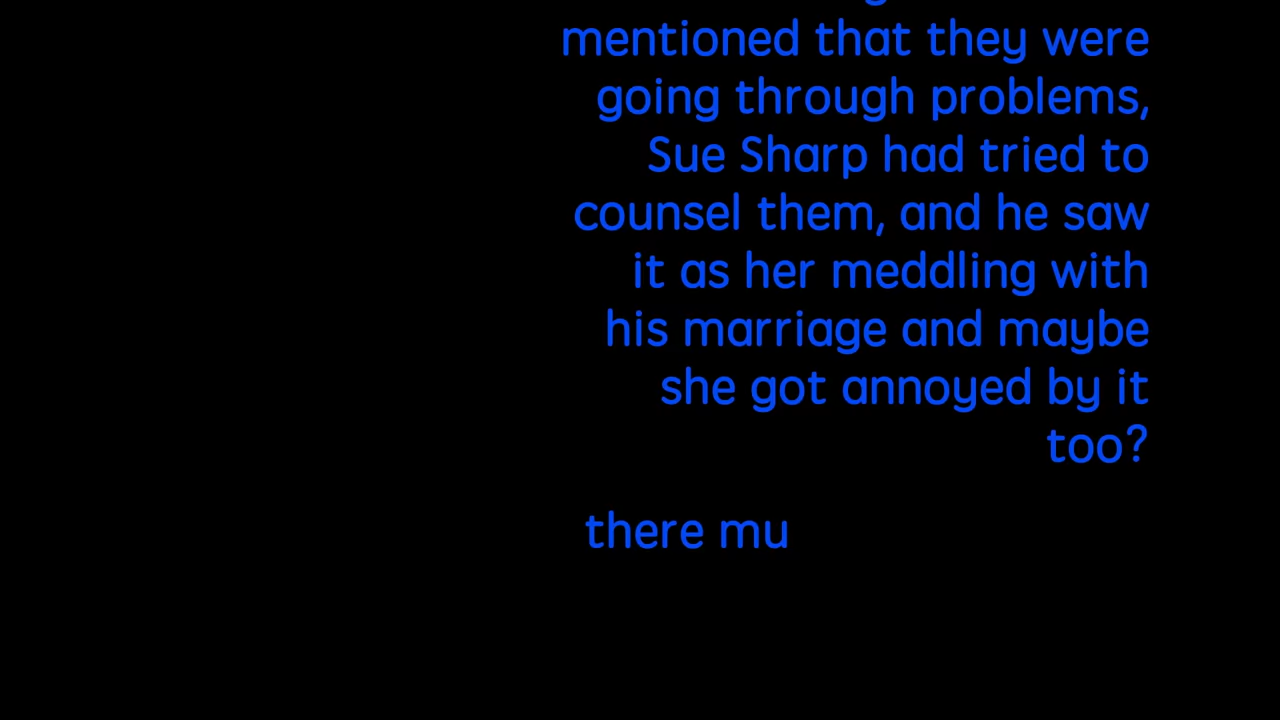 mentioned that they were
going through problems,
Sue Sharp had tried to
counsel them, and he saw
it as her meddling with
his marriage and maybe
she got annoyed by it
too?
there mu